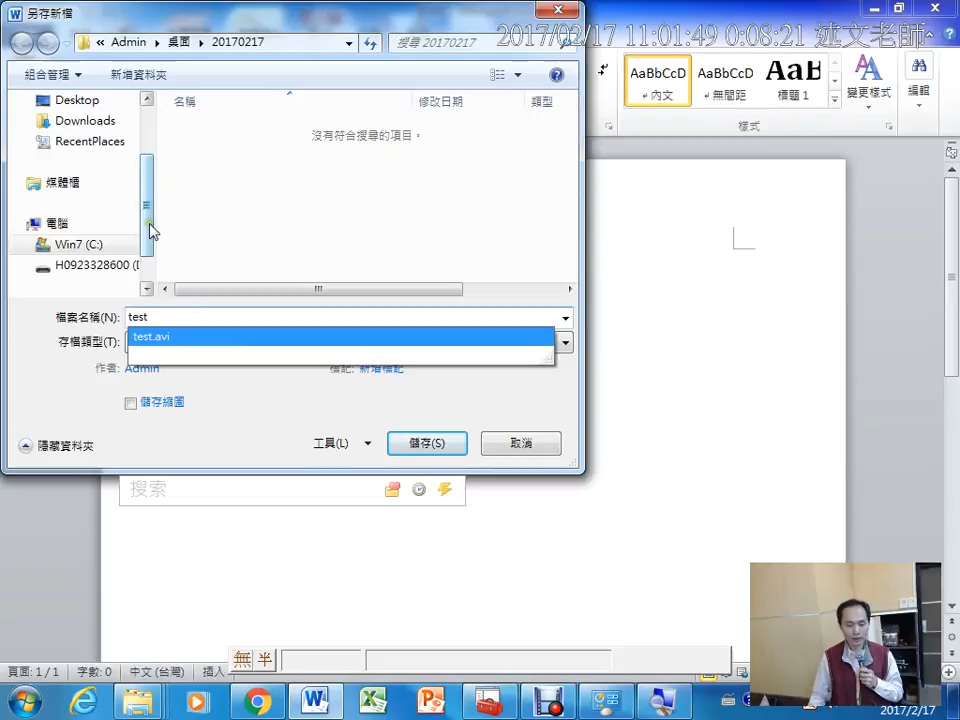 另存新檔
2017/02/17 11:01:49 0:08:21 述文老師
« Admin 桌面 20170217
搜尋 20170217
組合管理 新增資料夾
AaBbCcD AaBbCcD AaB
內文 無間距 標題 1
變更樣式 編輯
樣式
名稱 修改日期 類型
沒有符合搜尋的項目。
Desktop
Downloads
RecentPlaces
媒體櫃
電腦
Win7 (C:)
H0923328600 (
檔案名稱(N): test
test.avi
存檔類型(T):
作者: Admin 標記: 新增標記
儲存縮圖
隱藏資料夾 工具(L) 儲存(S) 取消
搜索
無 半
頁面: 1/1 字數: 0 中文 (台灣) 插入
2017/2/17